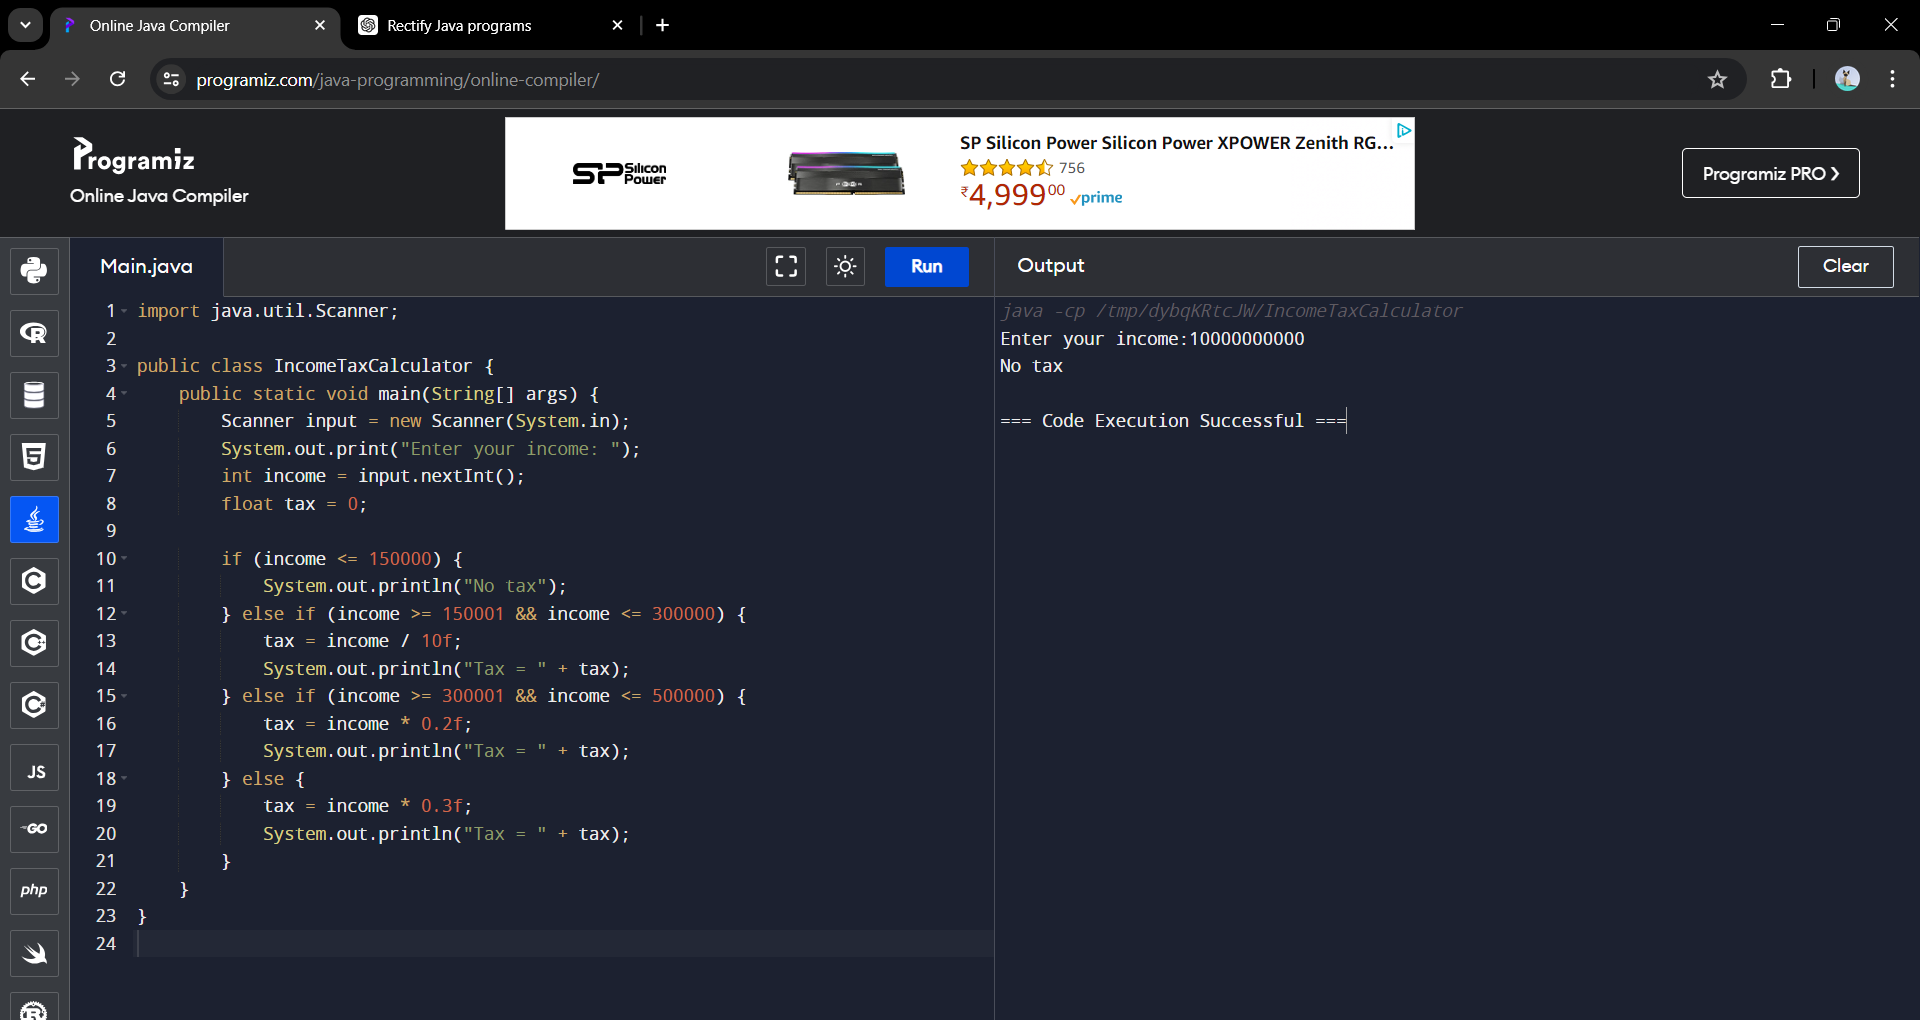 Online Java Compiler
Rectify Java programs
programiz.com/java-programming/online-compiler/
Programiz
Online Java Compiler
SP Silicon Power
SP Silicon Power Silicon Power XPOWER Zenith RG...
756
₹4,99900 prime
Programiz PRO
Main.java
Run
Output
Clear
1 import java.util.Scanner;
2
3 public class IncomeTaxCalculator {
4 public static void main(String[] args) {
5 Scanner input = new Scanner(System.in);
6 System.out.print("Enter your income: ");
7 int income = input.nextInt();
8 float tax = 0;
9
10 if (income <= 150000) {
11 System.out.println("No tax");
12 } else if (income >= 150001 && income <= 300000) {
13 tax = income / 10f;
14 System.out.println("Tax = " + tax);
15 } else if (income >= 300001 && income <= 500000) {
16 tax = income * 0.2f;
17 System.out.println("Tax = " + tax);
18 } else {
19 tax = income * 0.3f;
20 System.out.println("Tax = " + tax);
21 }
22 }
23 }
24
java -cp /tmp/dybqKRtcJW/IncomeTaxCalculator
Enter your income:10000000000
No tax
=== Code Execution Successful ===
R
5
C
C
C
JS
GO
php
R